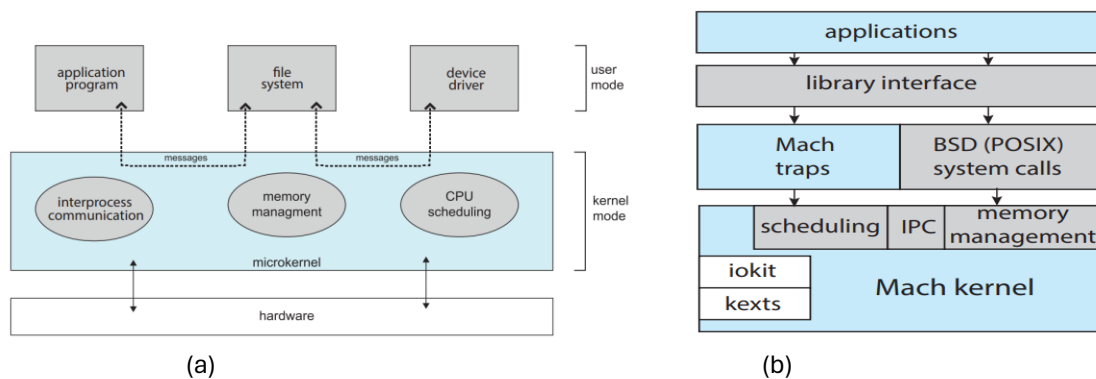 application
program
file
system
device
driver
user
mode
messages
messages
interprocess
communication
memory
managment
CPU
scheduling
kernel
mode
microkernel
hardware
(a)
applications
library interface
Mach
traps
BSD (POSIX)
system calls
scheduling
IPC
memory
management
iokit
kexts
Mach kernel
(b)